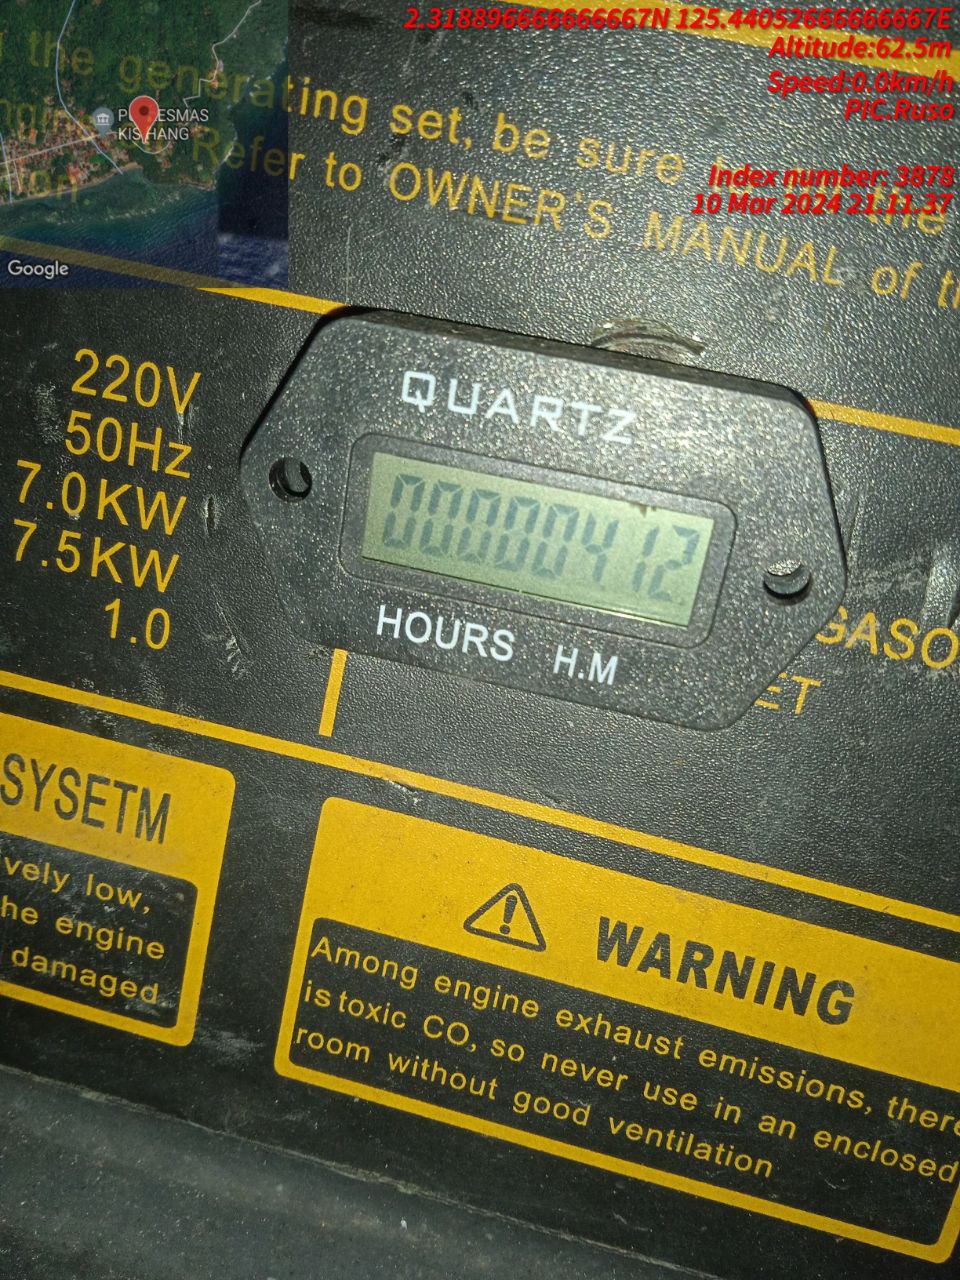 2.3188966666666667N 125.44052666666667E
Altitude:62.5m
Speed:0.0km/h
PIC.Ruso
Index number: 3878
10 Mar 2024 21.11.37
KIS HANG
Google
the generating set, be sure
Refer to OWNER'S MANUAL of
220V
50Hz
7.0KW
7.5KW
1.0
QUARTZ
00000412
HOURS H.M
GASO
ET
SYSETM
vely low,
he engine
damaged
WARNING
Among engine exhaust emissions, there
is toxic CO, so never use in an enclosed
room without good ventilation